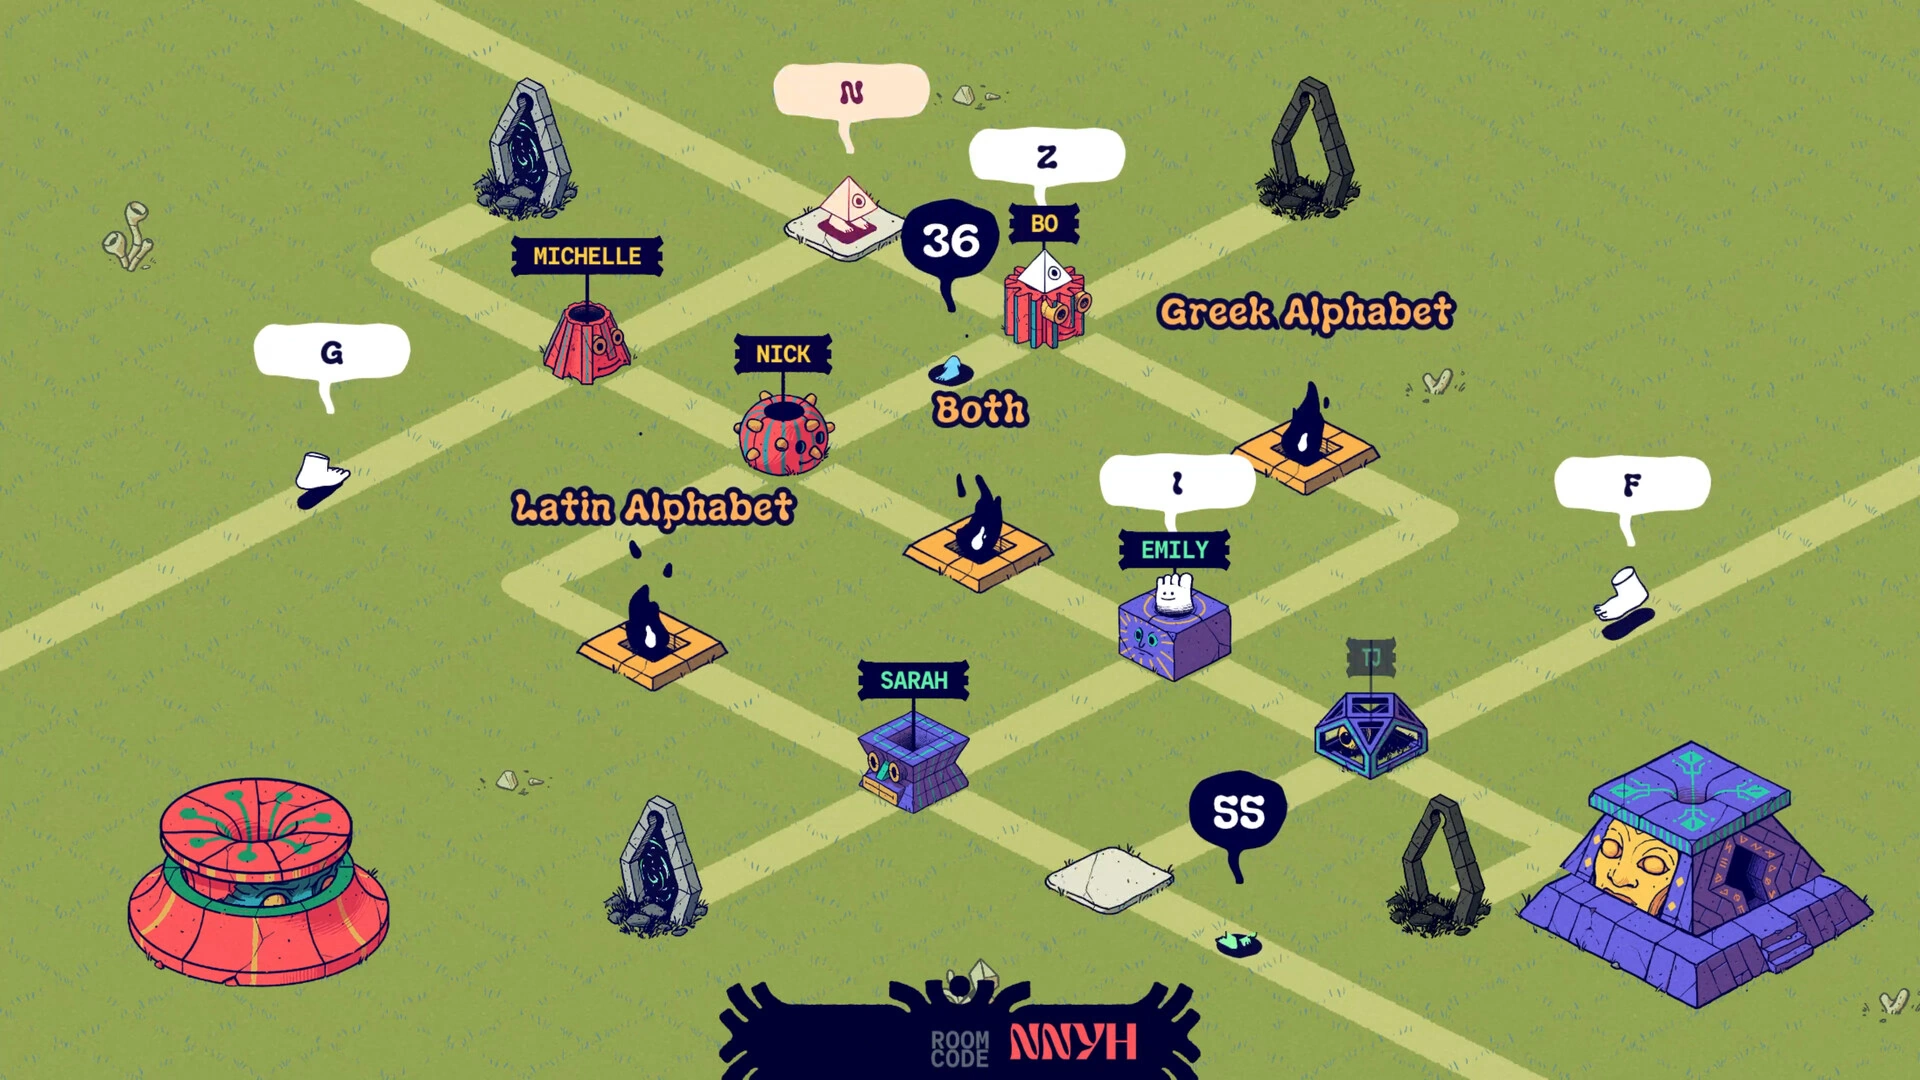 N
Z
BO
36
MICHELLE
Greek Alphabet
G
NICK
Both
I
F
Latin Alphabet
EMILY
TJ
SARAH
SS
ROOM
CODE
NNYH